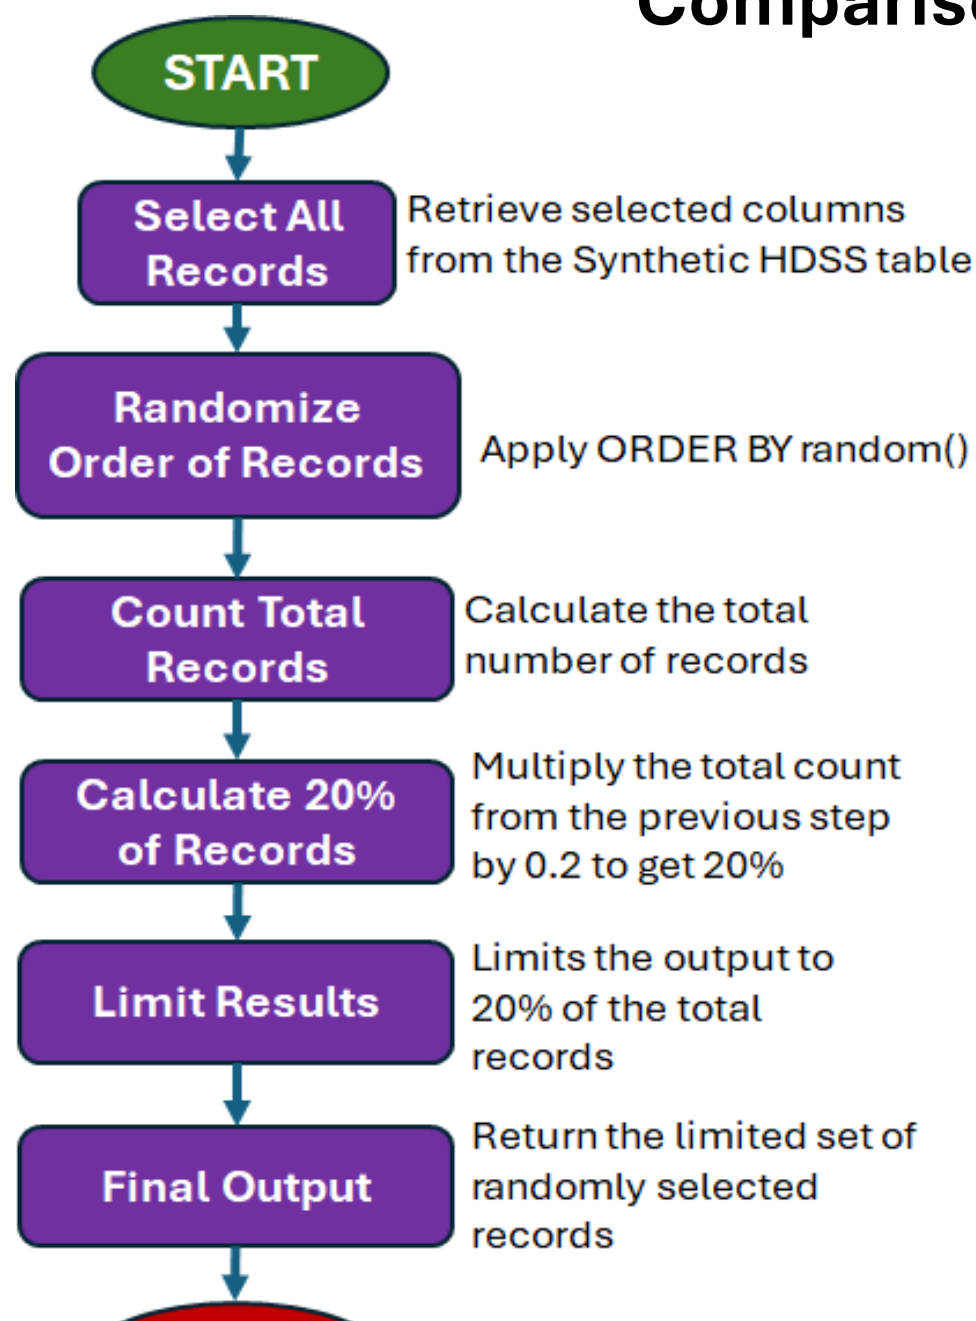 START
Select All
Records
Retrieve selected columns
from the Synthetic HDSS table
Randomize
Order of Records
Apply ORDER BY random()
Count Total
Records
Calculate the total
number of records
Calculate 20%
of Records
Multiply the total count
from the previous step
by 0.2 to get 20%
Limit Results
Limits the output to
20% of the total
records
Final Output
Return the limited set of
randomly selected
records